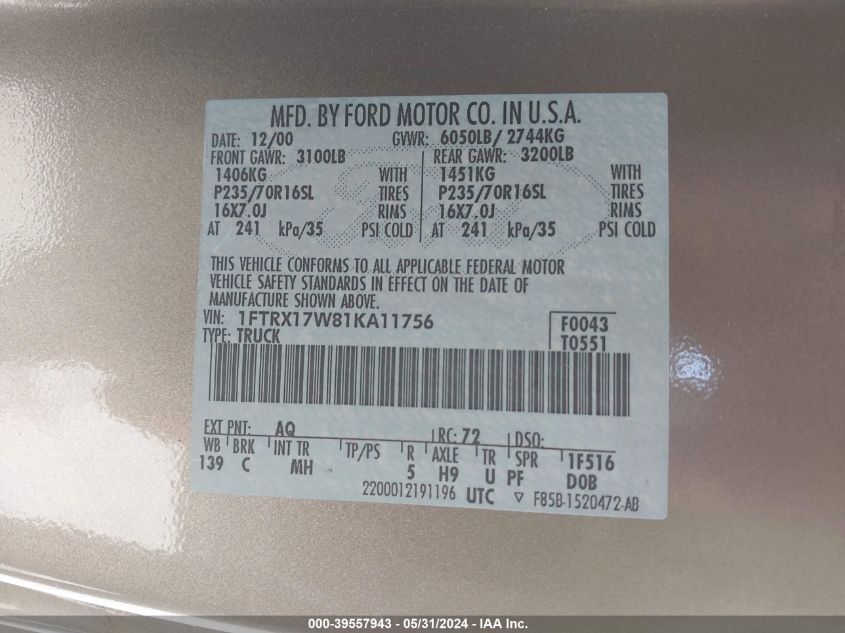 MFD. BY FORD MOTOR CO. IN U.S.A.
DATE: 12/00 GVWR: 6050LB/ 2744KG
FRONT GAWR: 3100LB REAR GAWR: 3200LB
1406KG WITH 1451KG WITH
P235/70R16SL TIRES P235/70R16SL TIRES
16X7.0J RIMS 16X7.0J RIMS
AT 241 kPa/35 PSI COLD AT 241 kPa/35 PSI COLD
THIS VEHICLE CONFORMS TO ALL APPLICABLE FEDERAL MOTOR
VEHICLE SAFETY STANDARDS IN EFFECT ON THE DATE OF
MANUFACTURE SHOWN ABOVE.
VIN: 1FTRX17W81KA11756 F0043
TYPE: TRUCK T0551
EXT PNT: AQ RC: 72 DSO:
WB BRK INT TR TP/PS R AXLE TR SPR 1F516
139 C MH 5 H9 U PF DOB
2200012191196 UTC ▽ F85B-1520472-AB
000-39557943 - 05/31/2024 - IAA Inc.